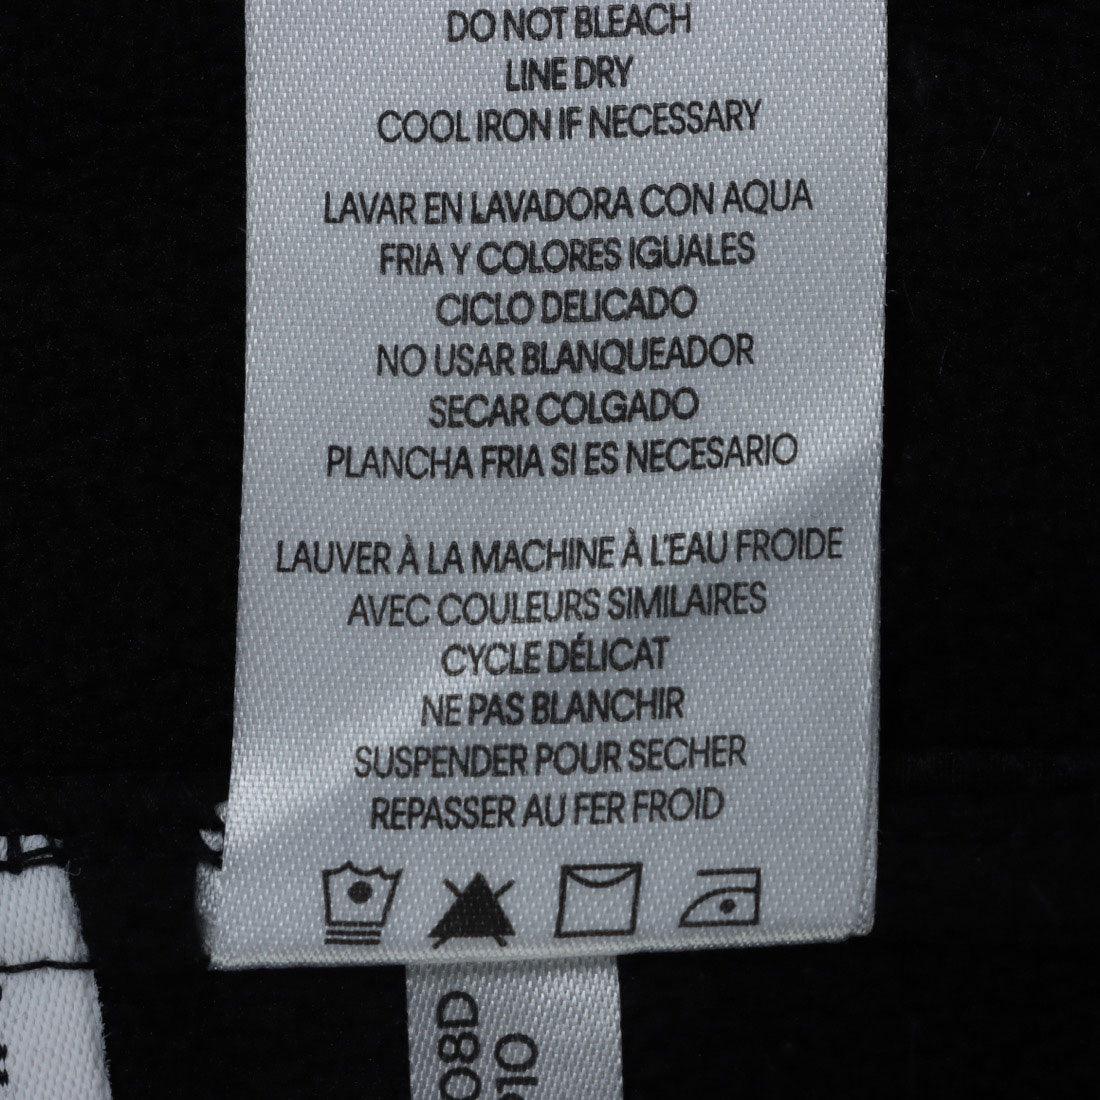 DO NOT BLEACH
LINE DRY
COOL IRON IF NECESSARY
LAVAR EN LAVADORA CON AQUA
FRIA Y COLORES IGUALES
CICLO DELICADO
NO USAR BLANQUEADOR
SECAR COLGADO
PLANCHA FRIA SI ES NECESARIO
LAUVER À LA MACHINE À L'EAU FROIDE
AVEC COULEURS SIMILAIRES
CYCLE DÉLICAT
NE PAS BLANCHIR
SUSPENDER POUR SECHER
REPASSER AU FER FROID
08D
10